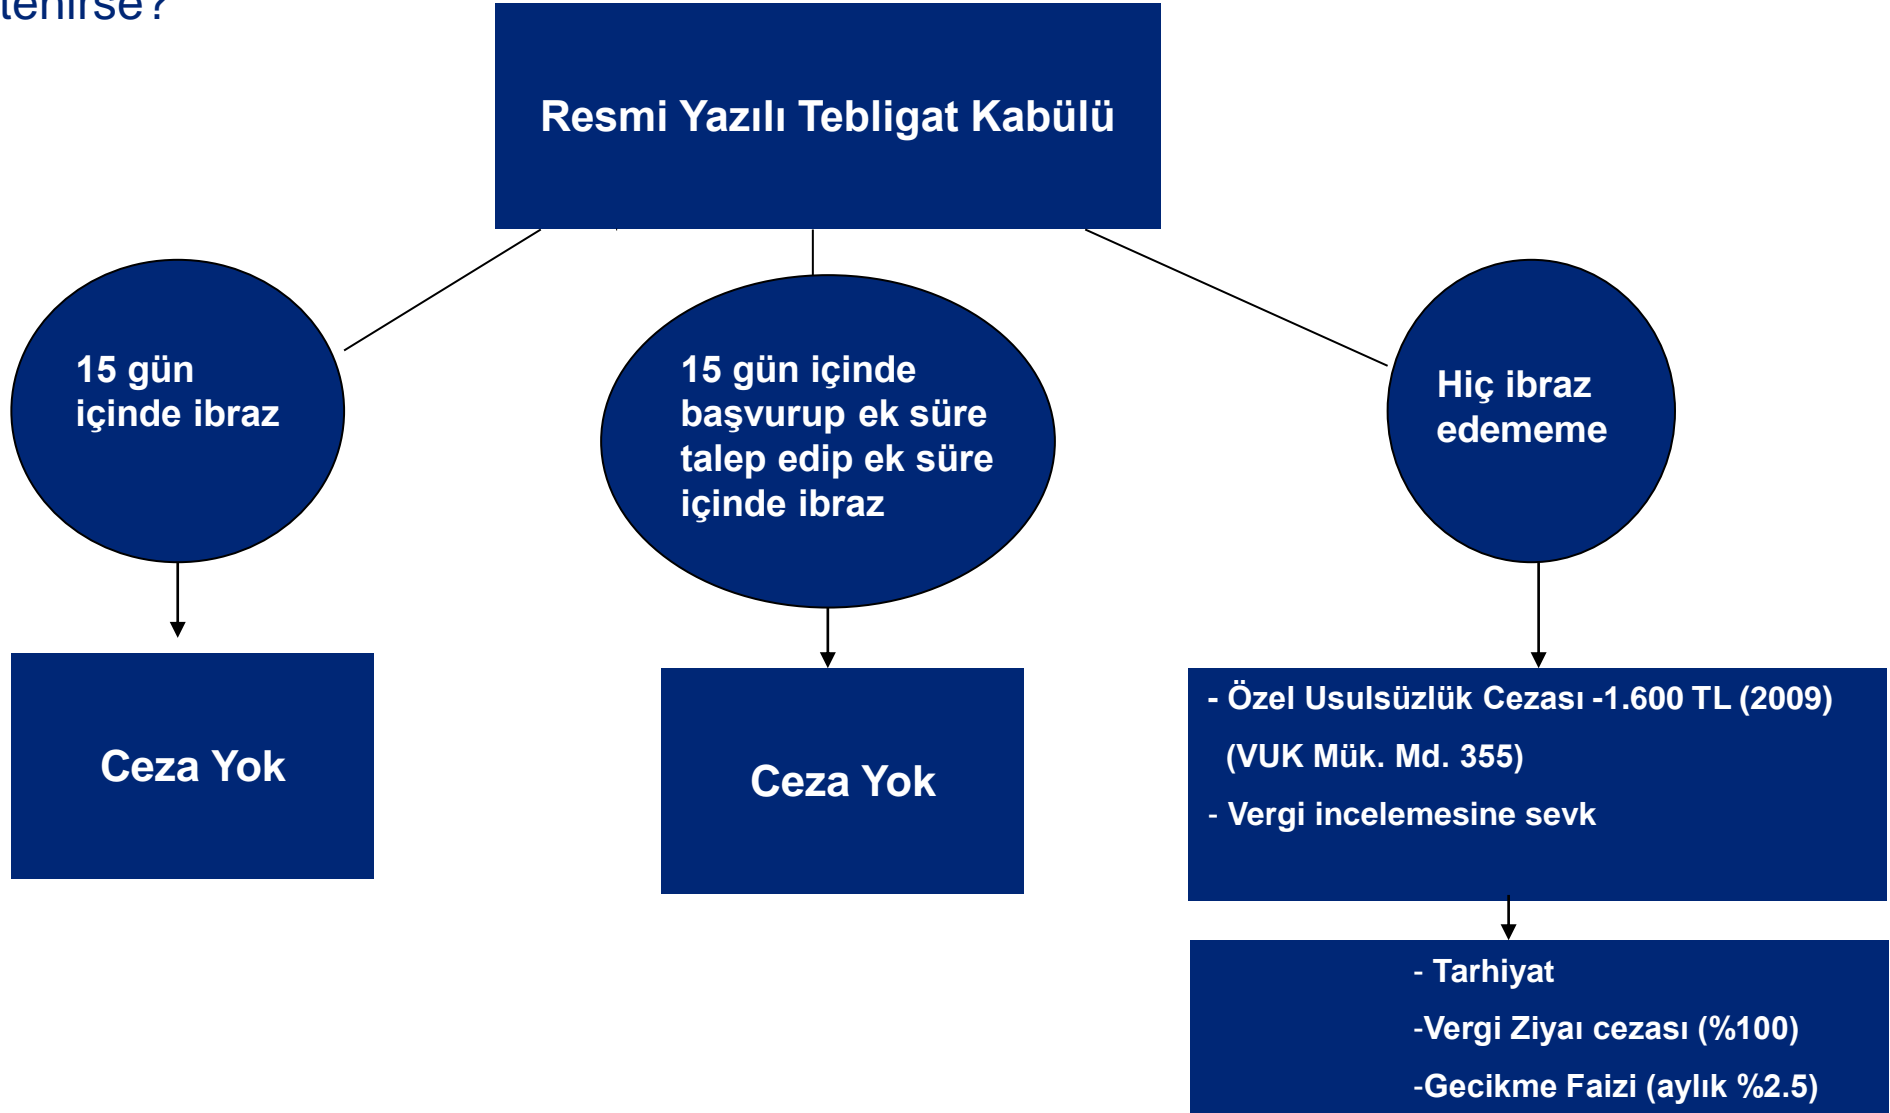 tenirse?
Resmi Yazılı Tebligat Kabülü
15 gün
içinde ibraz
15 gün içinde
başvurup ek süre
talep edip ek süre
içinde ibraz
Hiç ibraz
edememe
Ceza Yok
Ceza Yok
- Özel Usulsüzlük Cezası -1.600 TL (2009)
(VUK Mük. Md. 355)
- Vergi incelemesine sevk
- Tarhiyat
-Vergi Ziyaı cezası (%100)
-Gecikme Faizi (aylık %2.5)